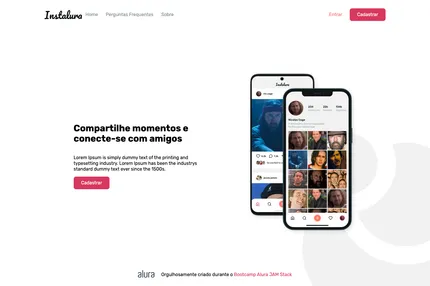 Instalura
Home Perguntas Frequentes Sobre
Entrar Cadastrar
Instalura
Compartilhe momentos e
conecte-se com amigos
Lorem Ipsum is simply dummy text of the printing and
typesetting industry. Lorem Ipsum has been the industrys
standard dummy text ever since the 1500s.
Cadastrar
alura Orgulhosamente criado durante o Bootcamp Alura JAM Stack